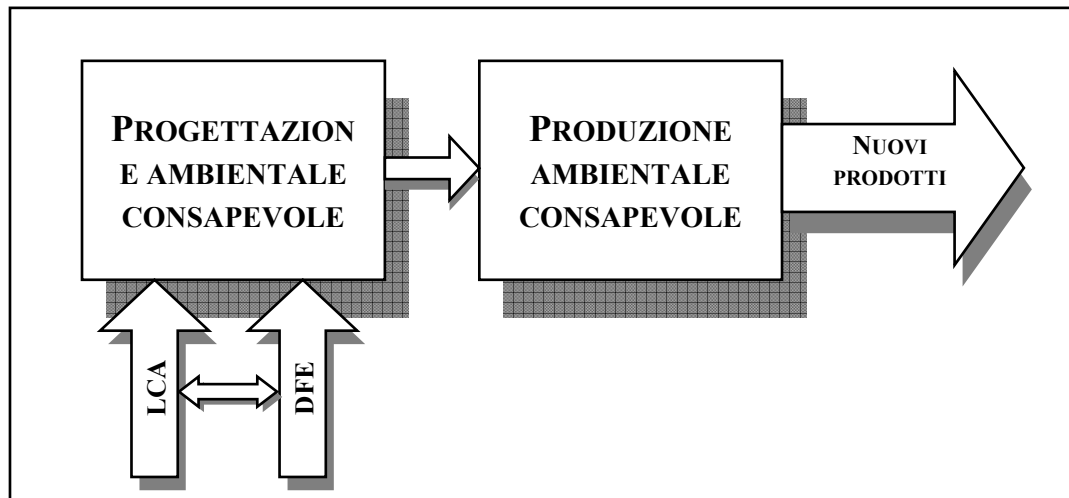 PROGETTAZION
E AMBIENTALE
CONSAPEVOLE
PRODUZIONE
AMBIENTALE
CONSAPEVOLE
NUOVI
PRODOTTI
LCA
DFE